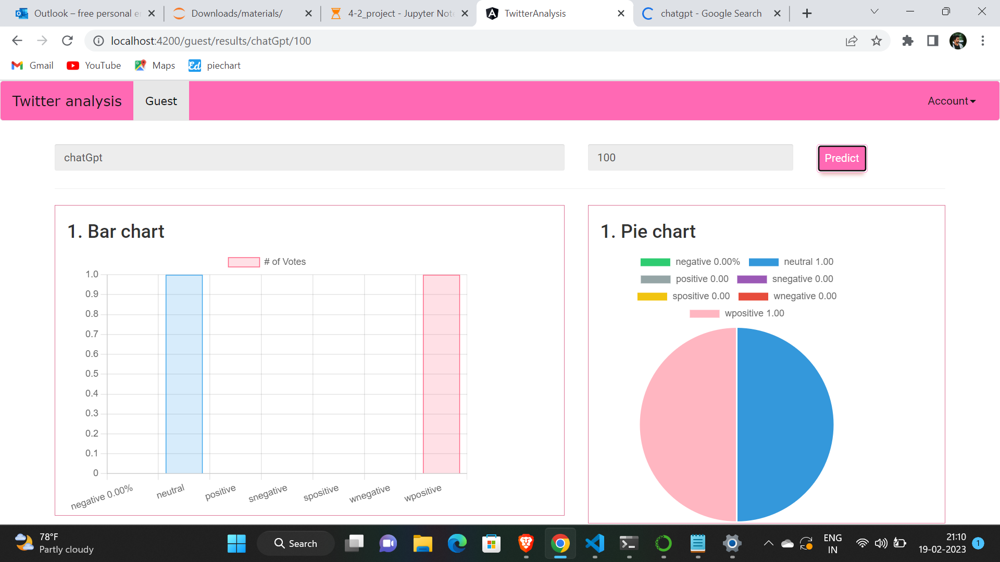 Outlook – free personal e
Downloads/materials/
4-2_project - Jupyter Note
TwitterAnalysis
chatgpt - Google Search
localhost:4200/guest/results/chatGpt/100
Gmail
YouTube
Maps
Ed
piechart
Twitter analysis
Guest
Account
chatGpt
100
Predict
1. Bar chart
# of Votes
1.0
0.9
0.8
0.7
0.6
0.5
0.4
0.3
0.2
0.1
0
negative 0.00%
neutral
positive
snegative
spositive
wnegative
wpositive
1. Pie chart
negative 0.00% neutral 1.00
positive 0.00 snegative 0.00
spositive 0.00 wnegative 0.00
wpositive 1.00
78°F
Partly cloudy
Search
ENG
IN
21:10
19-02-2023
1